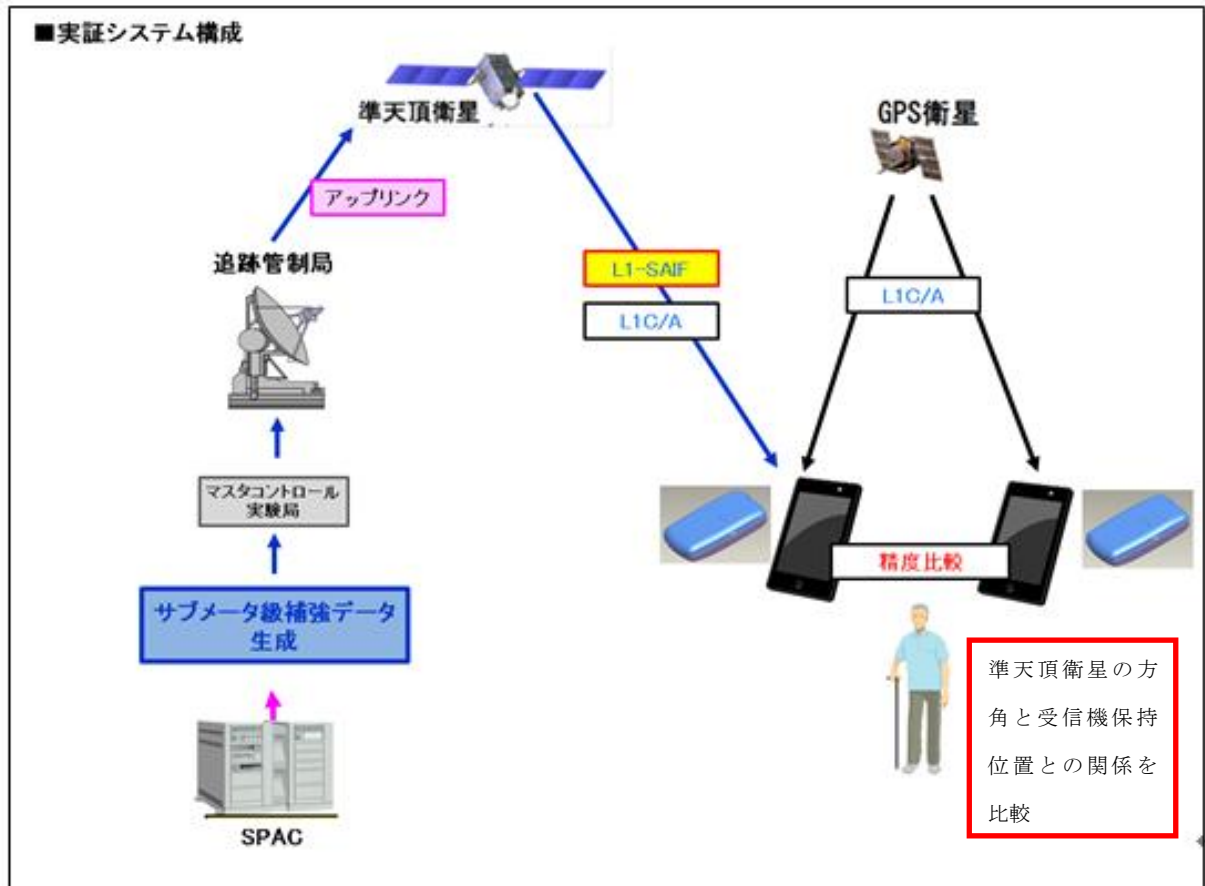 ■実証システム構成
準天頂衛星
GPS衛星
アップリンク
追跡管制局
L1-SAIF
L1C/A
L1C/A
マスタコントロール
実験局
精度比較
サブメータ級補強データ
生成
準天頂衛星の方
角と受信機保持
位置との関係を
比較
SPAC